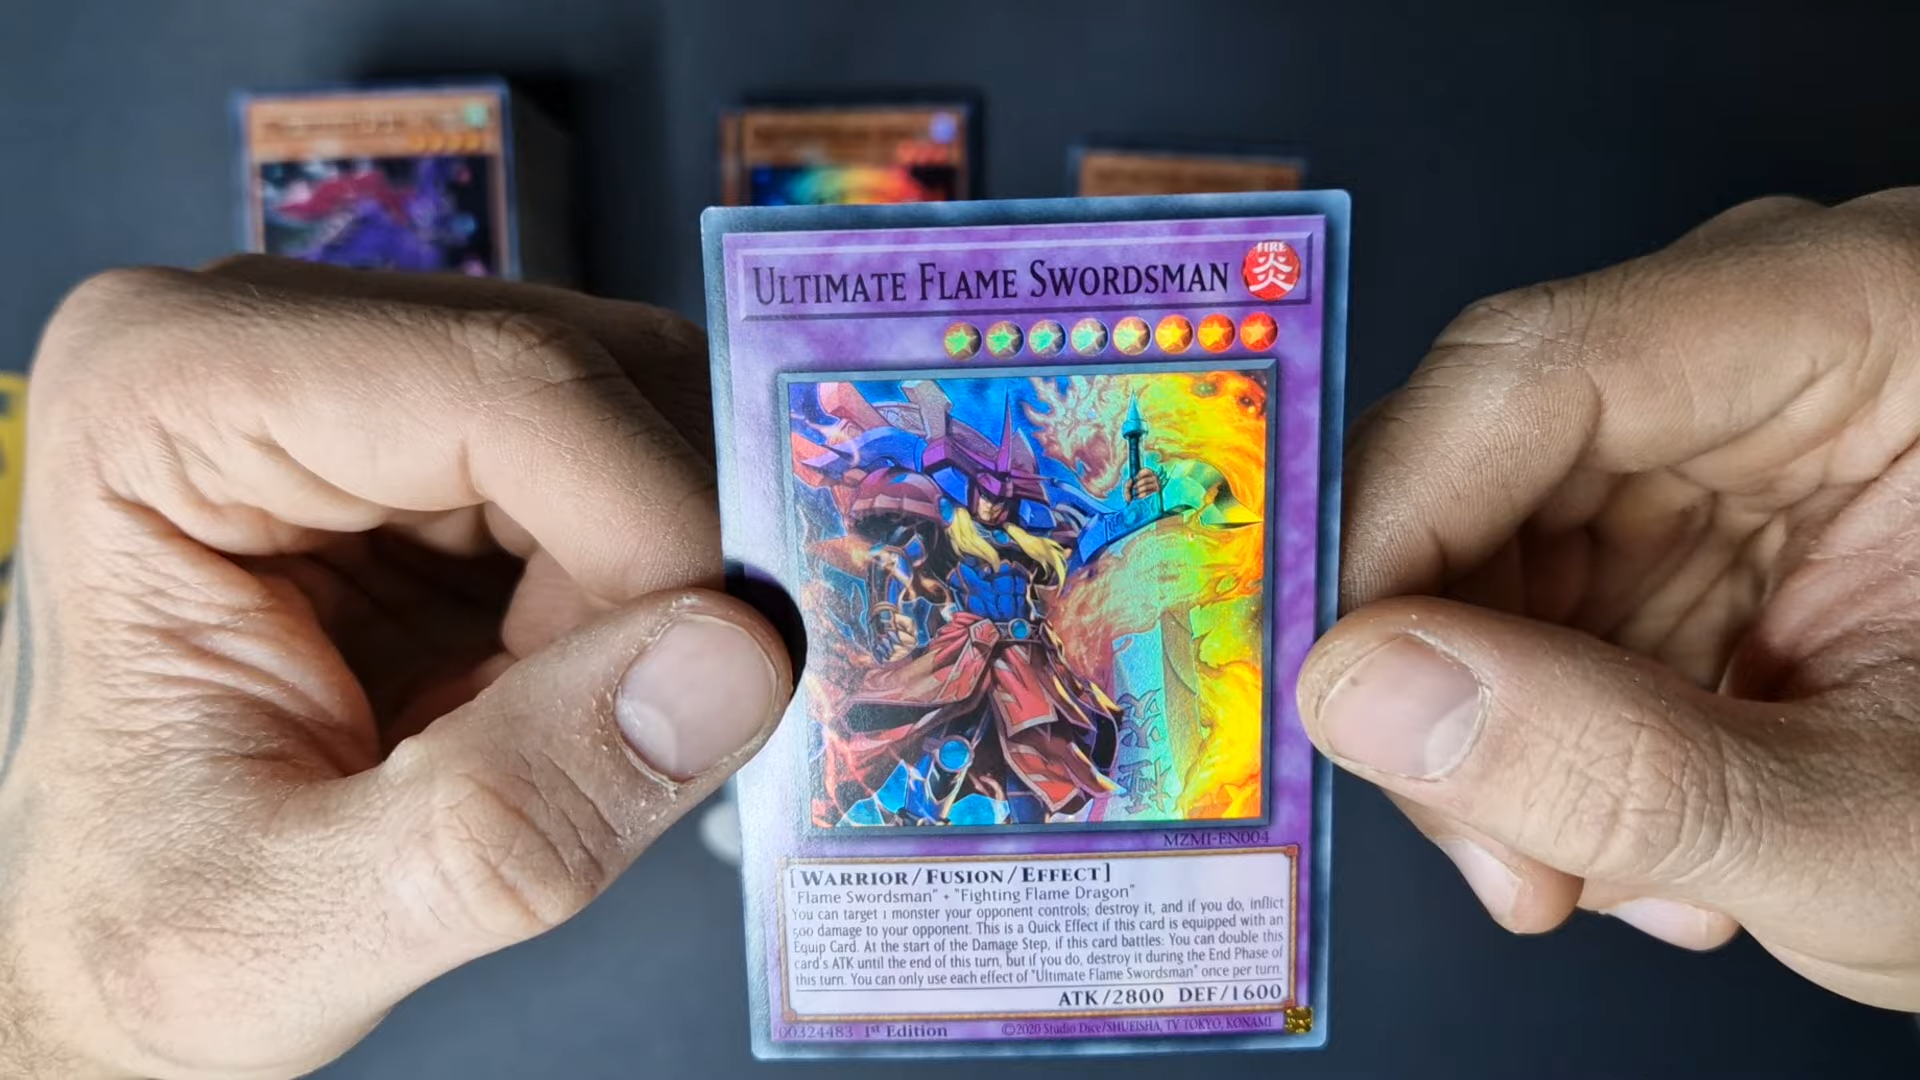 ULTIMATE FLAME SWORDSMAN
FIRE
炎
MZMI-EN004
[WARRIOR/FUSION/EFFECT]
"Flame Swordsman" + "Fighting Flame Dragon"
You can target 1 monster your opponent controls; destroy it, and if you do, inflict
500 damage to your opponent. This is a Quick Effect if this card is equipped with an
Equip Card. At the start of the Damage Step, if this card battles: You can double this
card's ATK until the end of this turn, but if you do, destroy it during the End Phase of
this turn. You can only use each effect of "Ultimate Flame Swordsman" once per turn.
ATK/2800 DEF/1600
00324483 1st Edition ©2020 Studio Dice/SHUEISHA, TV TOKYO, KONAMI